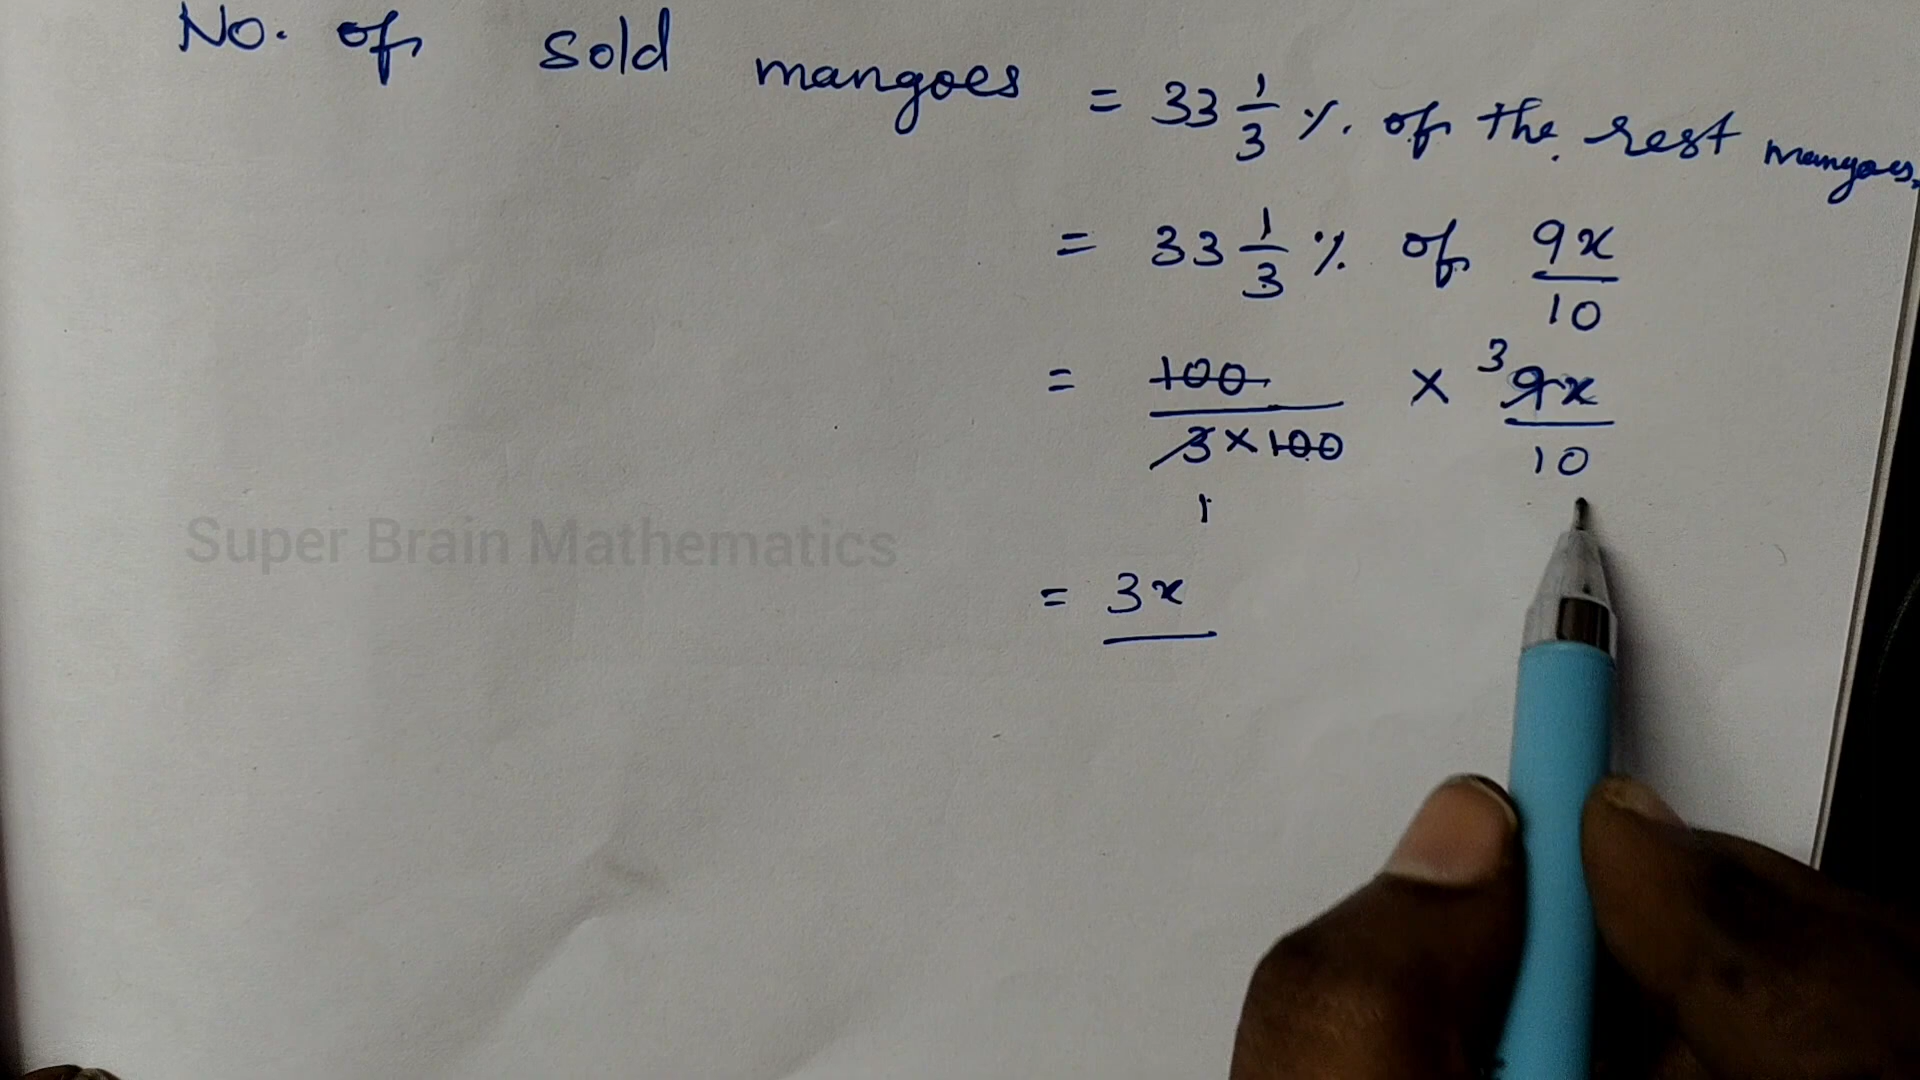 No. of sold mangoes = 33 1/3 %. of the rest mangoes.
= 33 1/3 %. of 9x/10
= 100/(3×100) × 3 9x/10
1
= 3x
Super Brain Mathematics